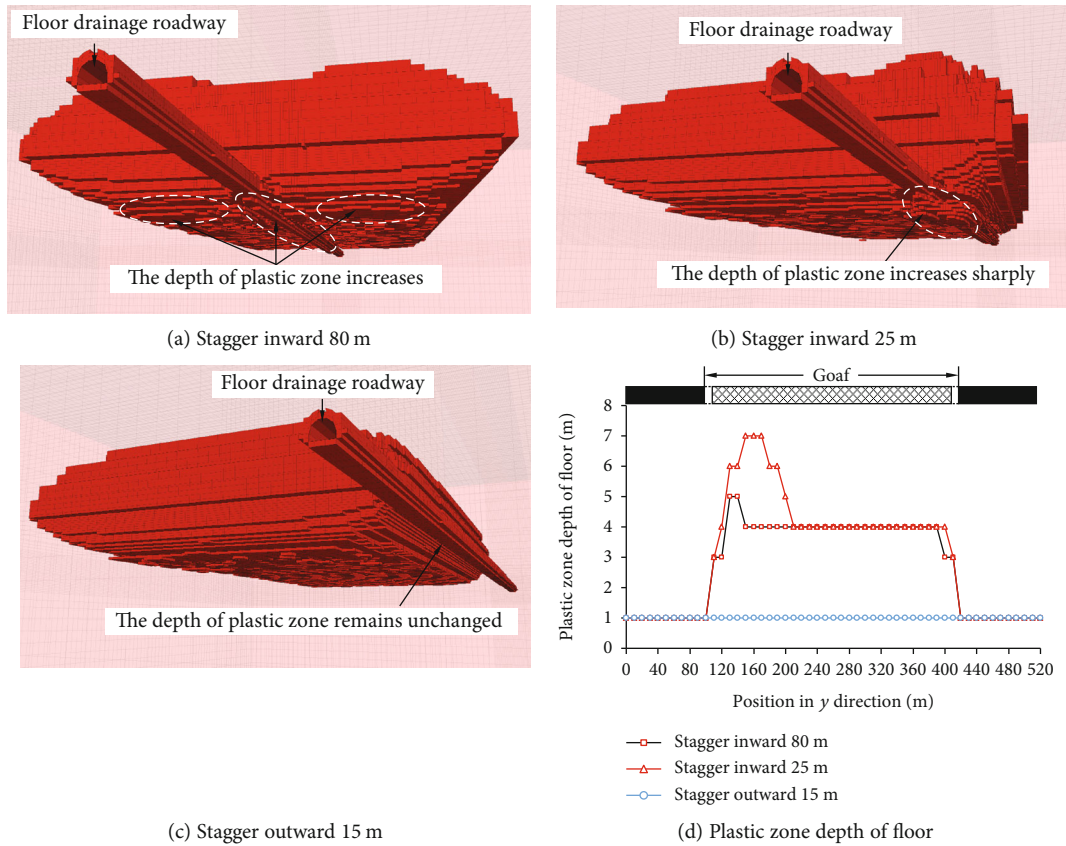 Floor drainage roadway
The depth of plastic zone increases
(a) Stagger inward 80 m
Floor drainage roadway
The depth of plastic zone increases sharply
(b) Stagger inward 25 m
Floor drainage roadway
The depth of plastic zone remains unchanged
(c) Stagger outward 15 m
Goaf
Plastic zone depth of floor (m)
8
7
6
5
4
3
2
1
0
0 40 80 120 160 200 240 280 320 360 400 440 480 520
Position in y direction (m)
Stagger inward 80 m
Stagger inward 25 m
Stagger outward 15 m
(d) Plastic zone depth of floor